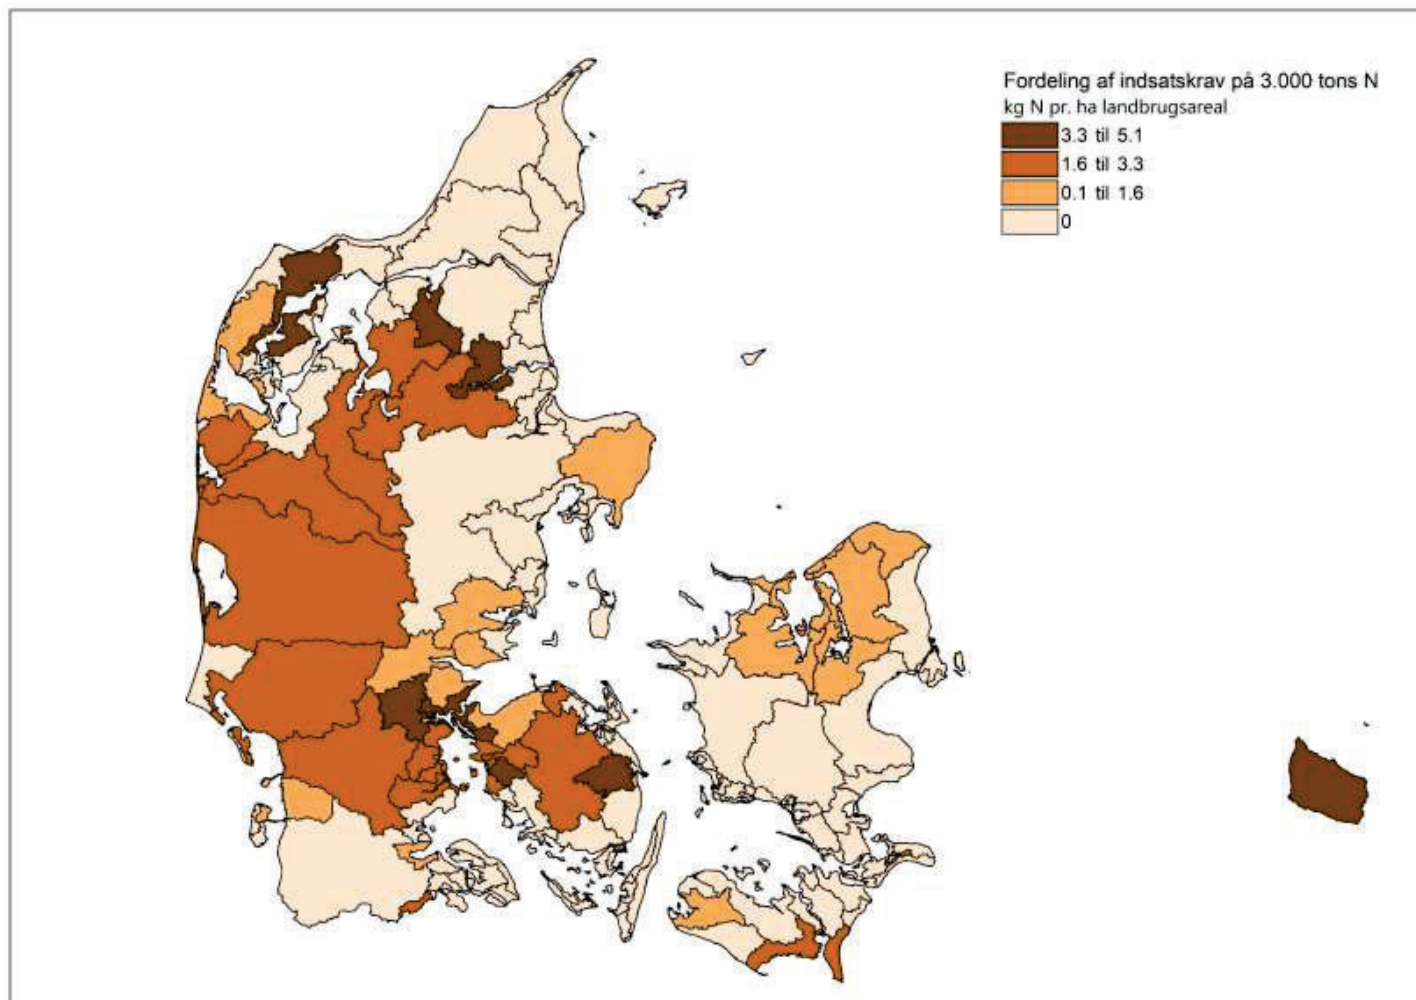 Fordeling af indsatskrav på 3.000 tons N
kg N pr. ha landbrugsareal
3.3 til 5.1
1.6 til 3.3
0.1 til 1.6
0